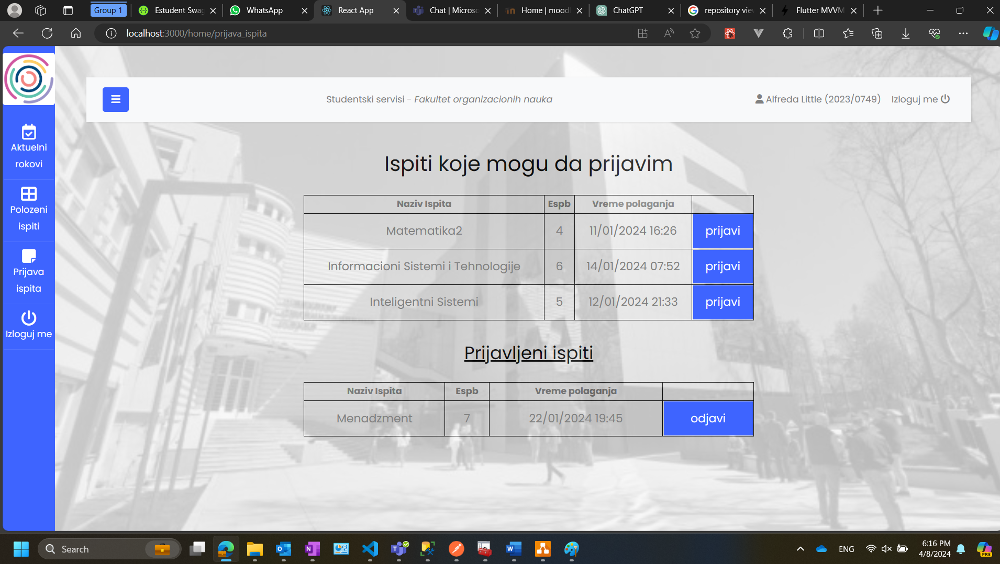 Group 1
Estudent Swag
WhatsApp
React App
Chat | Microso
Home | mood
ChatGPT
repository vie
Flutter MVVM
localhost:3000/home/prijava_ispita
Studentski servisi - Fakultet organizacionih nauka
Alfreda Little (2023/0749)
Izloguj me
Aktuelni
rokovi
Polozeni
ispiti
Prijava
ispita
Izloguj me
Ispiti koje mogu da prijavim
Naziv Ispita Espb Vreme polaganja
Matematika2 4 11/01/2024 16:26 prijavi
Informacioni Sistemi i Tehnologije 6 14/01/2024 07:52 prijavi
Inteligentni Sistemi 5 12/01/2024 21:33 prijavi
Prijavljeni ispiti
Naziv Ispita Espb Vreme polaganja
Menadzment 7 22/01/2024 19:45 odjavi
Search
ENG
6:16 PM
4/8/2024
PRE